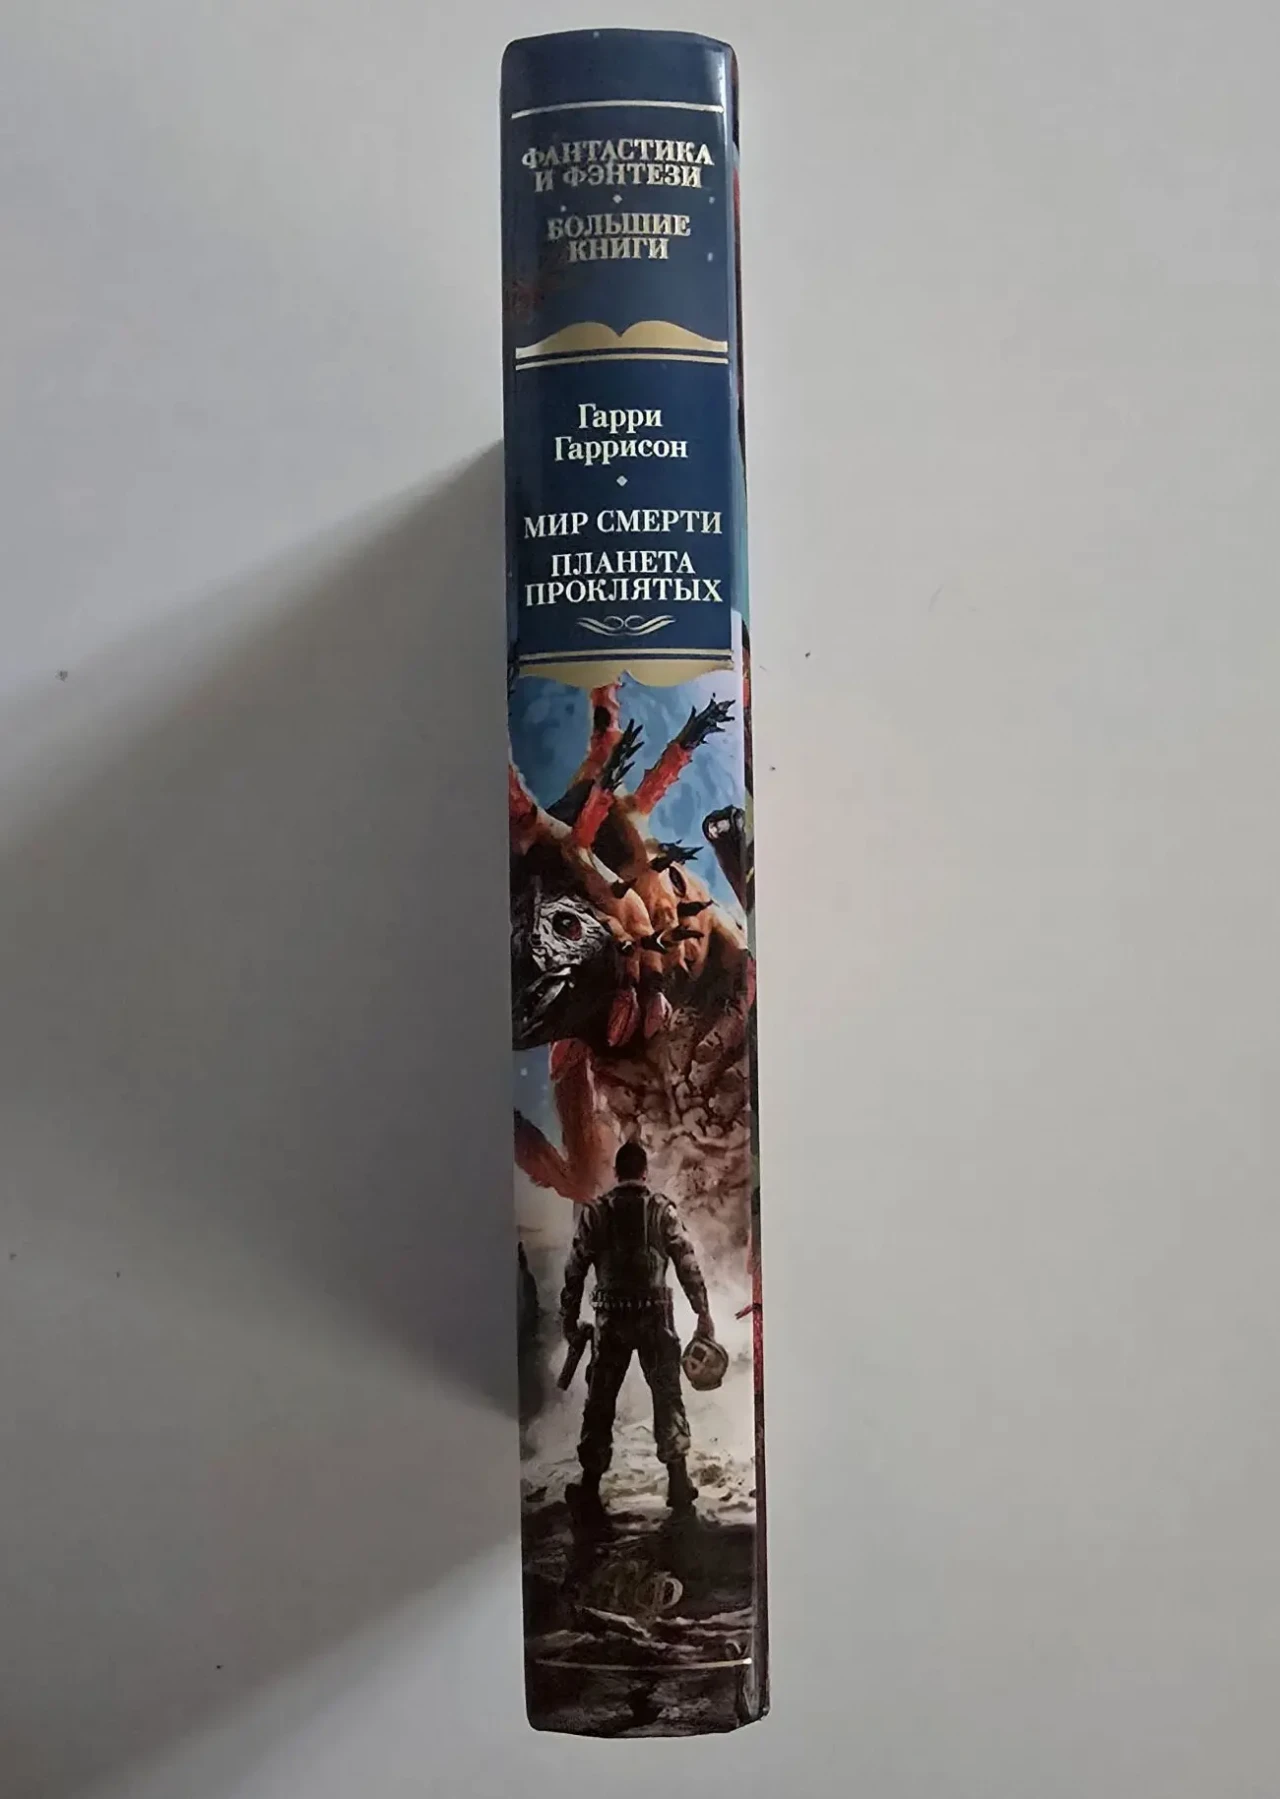 ФАНТАСТИКА
И ФЭНТЕЗИ
БОЛЬШИЕ
КНИГИ
Гарри
Гаррисон
МИР СМЕРТИ
ПЛАНЕТА
ПРОКЛЯТЫХ